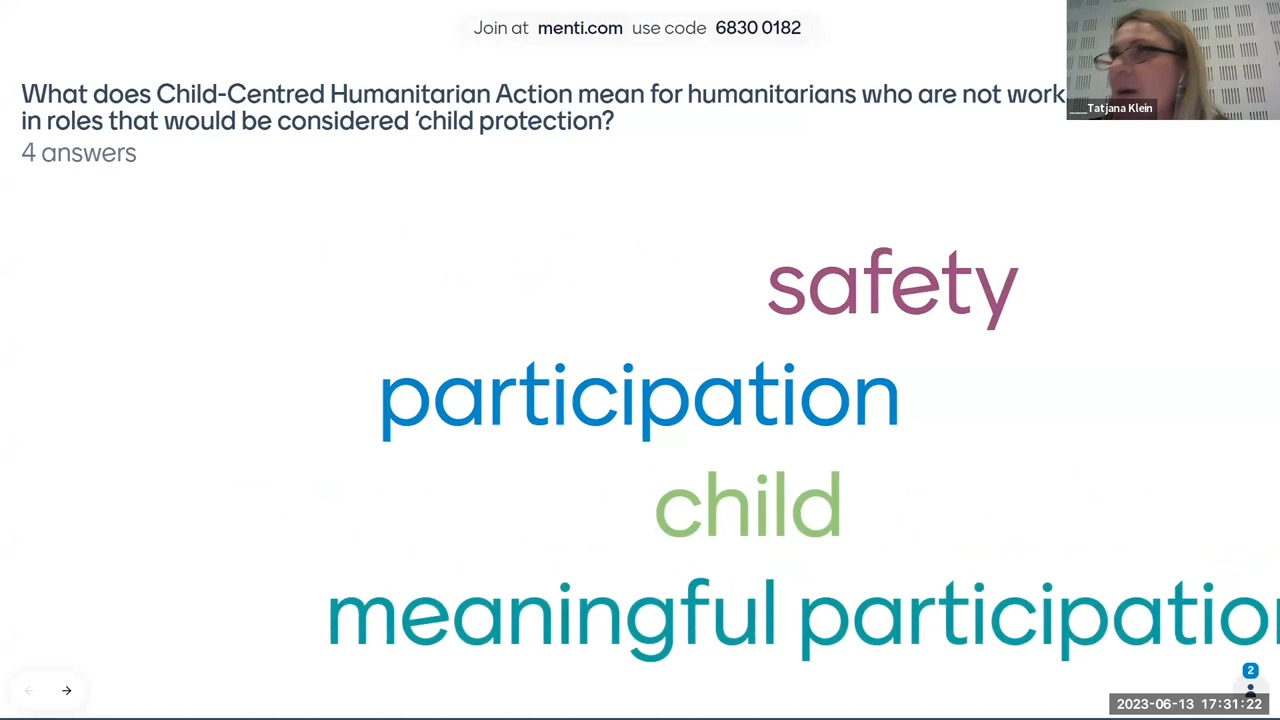 Join at menti.com use code 6830 0182
What does Child-Centred Humanitarian Action mean for humanitarians who are not work
in roles that would be considered ‘child protection?
4 answers
___Tatjana Klein
safety
participation
child
meaningful participation
2
2023-06-13 17:31:22